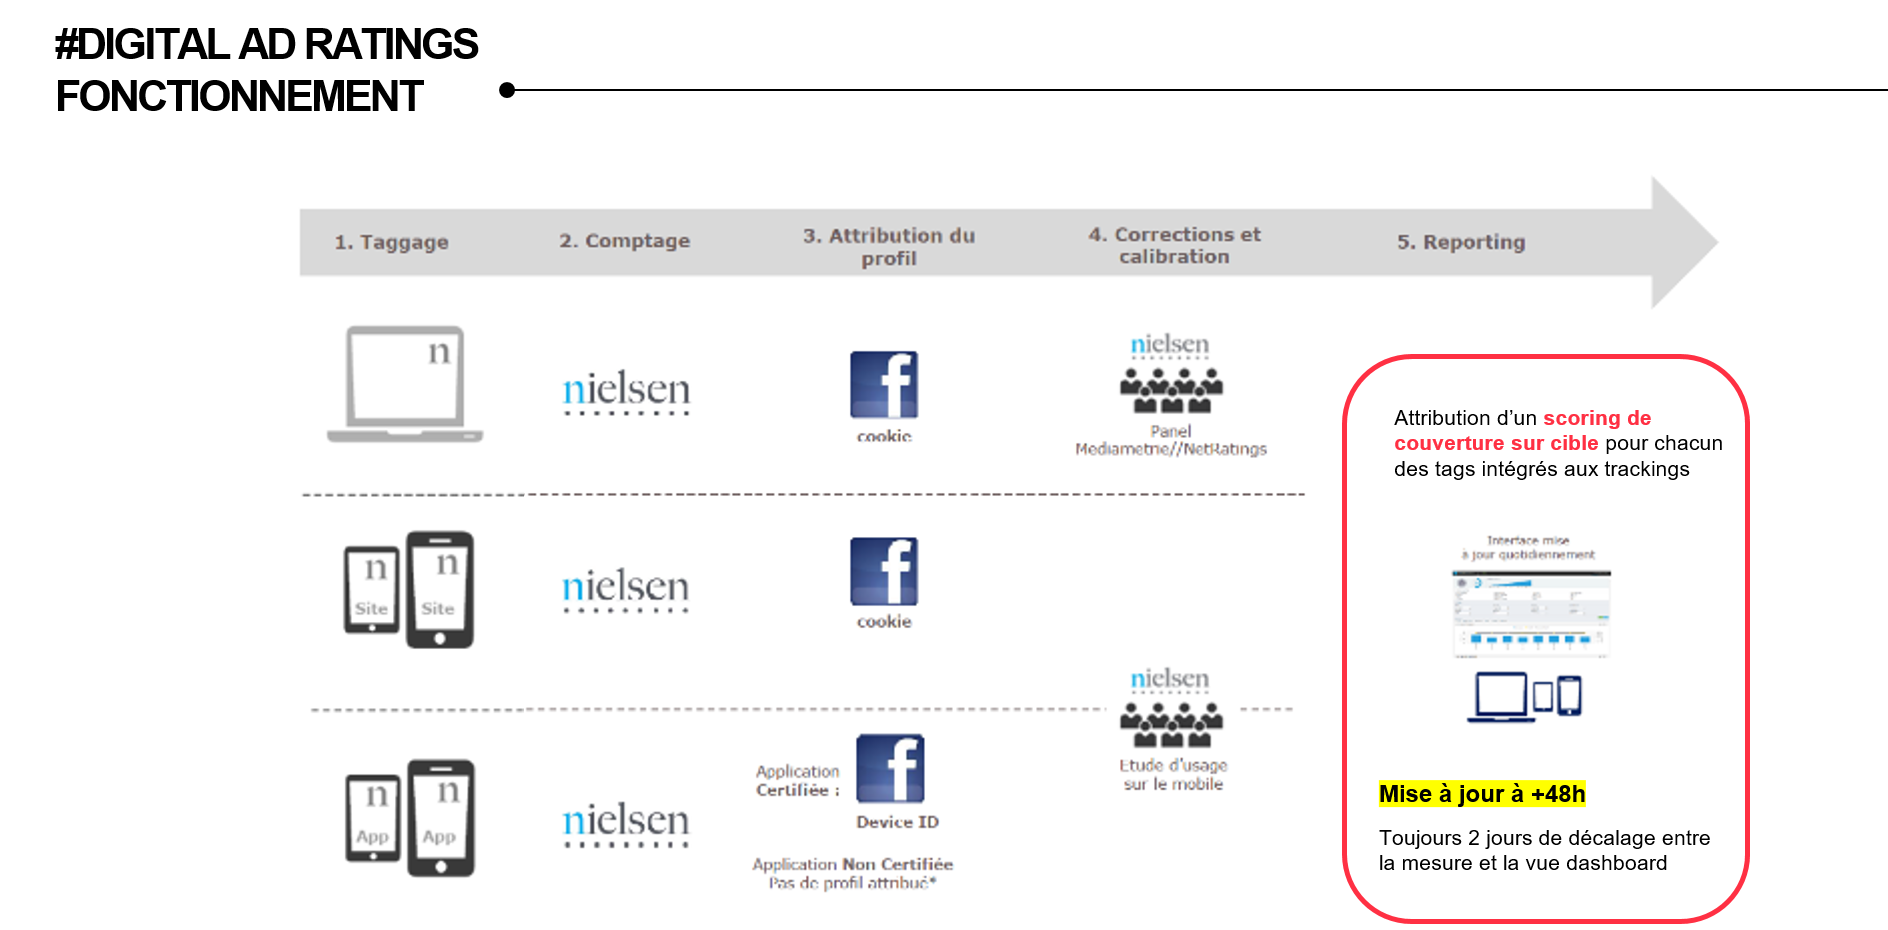 #DIGITAL AD RATINGS
FONCTIONNEMENT
1. Taggage
2. Comptage
3. Attribution du
profil
4. Corrections et
calibration
5. Reporting
n
nielsen
f
cookie
nielsen
Panel
Mediametrie//NetRatings
Attribution d’un scoring de
couverture sur cible pour chacun
des tags intégrés aux trackings
n
Site
n
Site
nielsen
f
cookie
Interface mise
à jour quotidiennement
nielsen
Etude d'usage
sur le mobile
n
App
n
App
nielsen
Application
Certifiée :
f
Device ID
Application Non Certifiée
Pas de profil attribué*
Mise à jour à +48h
Toujours 2 jours de décalage entre
la mesure et la vue dashboard